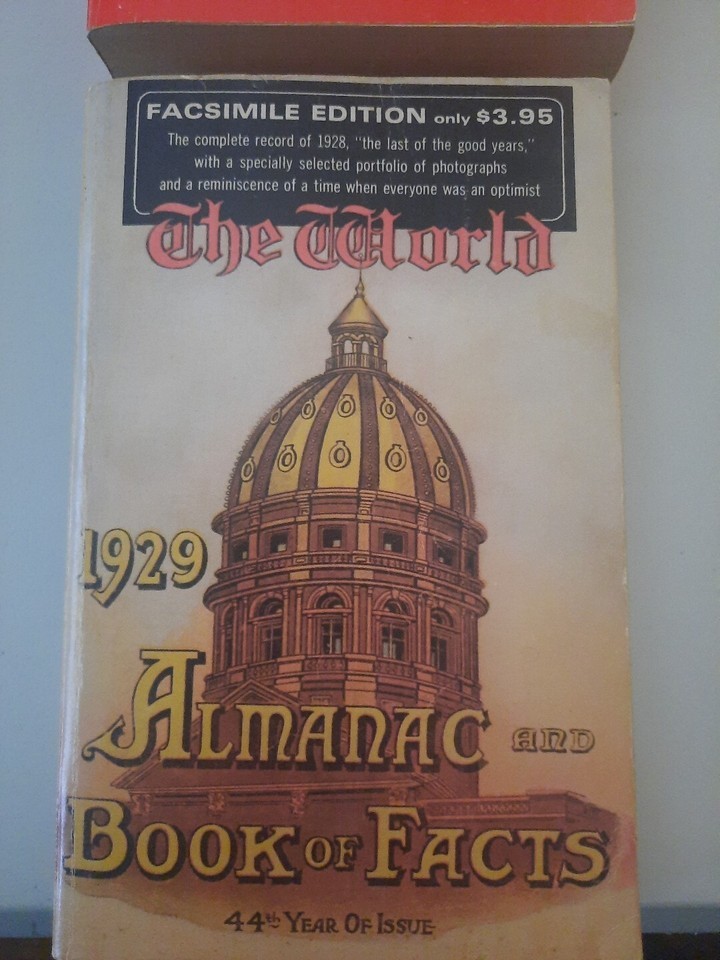 FACSIMILE EDITION only $3.95
The complete record of 1928, "the last of the good years,"
with a specially selected portfolio of photographs
and a reminiscence of a time when everyone was an optimist
The World
1929
ALMANAC AND
BOOK OF FACTS
44th YEAR OF ISSUE